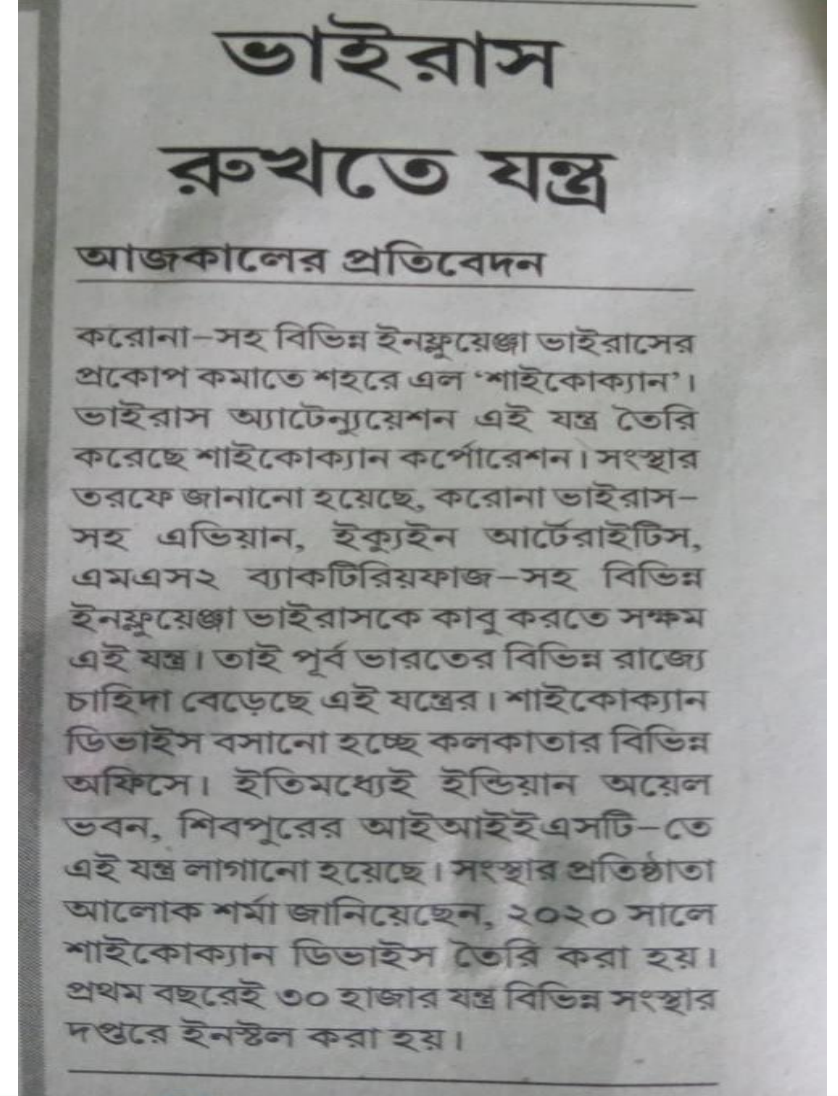 ভাইরাস
রুখতে যন্ত্র
আজকালের প্রতিবেদন
করোনা-সহ বিভিন্ন ইনফ্লুয়েঞ্জা ভাইরাসের
প্রকোপ কমাতে শহরে এল ‘শাইকোক্যান’।
ভাইরাস অ্যাটেন্যুয়েশন এই যন্ত্র তৈরি
করেছে শাইকোক্যান কর্পোরেশন। সংস্থার
তরফে জানানো হয়েছে, করোনা ভাইরাস-
সহ এভিয়ান, ইক্যুইন আর্টেরাইটিস,
এমএস২ ব্যাকটিরিয়ফাজ-সহ বিভিন্ন
ইনফ্লুয়েঞ্জা ভাইরাসকে কাবু করতে সক্ষম
এই যন্ত্র। তাই পূর্ব ভারতের বিভিন্ন রাজ্যে
চাহিদা বেড়েছে এই যন্ত্রের। শাইকোক্যান
ডিভাইস বসানো হচ্ছে কলকাতার বিভিন্ন
অফিসে। ইতিমধ্যেই ইন্ডিয়ান অয়েল
ভবন, শিবপুরের আইআইইএসটি-তে
এই যন্ত্র লাগানো হয়েছে। সংস্থার প্রতিষ্ঠাতা
আলোক শর্মা জানিয়েছেন, ২০২০ সালে
শাইকোক্যান ডিভাইস তৈরি করা হয়।
প্রথম বছরেই ৩০ হাজার যন্ত্র বিভিন্ন সংস্থার
দপ্তরে ইনস্টল করা হয়।